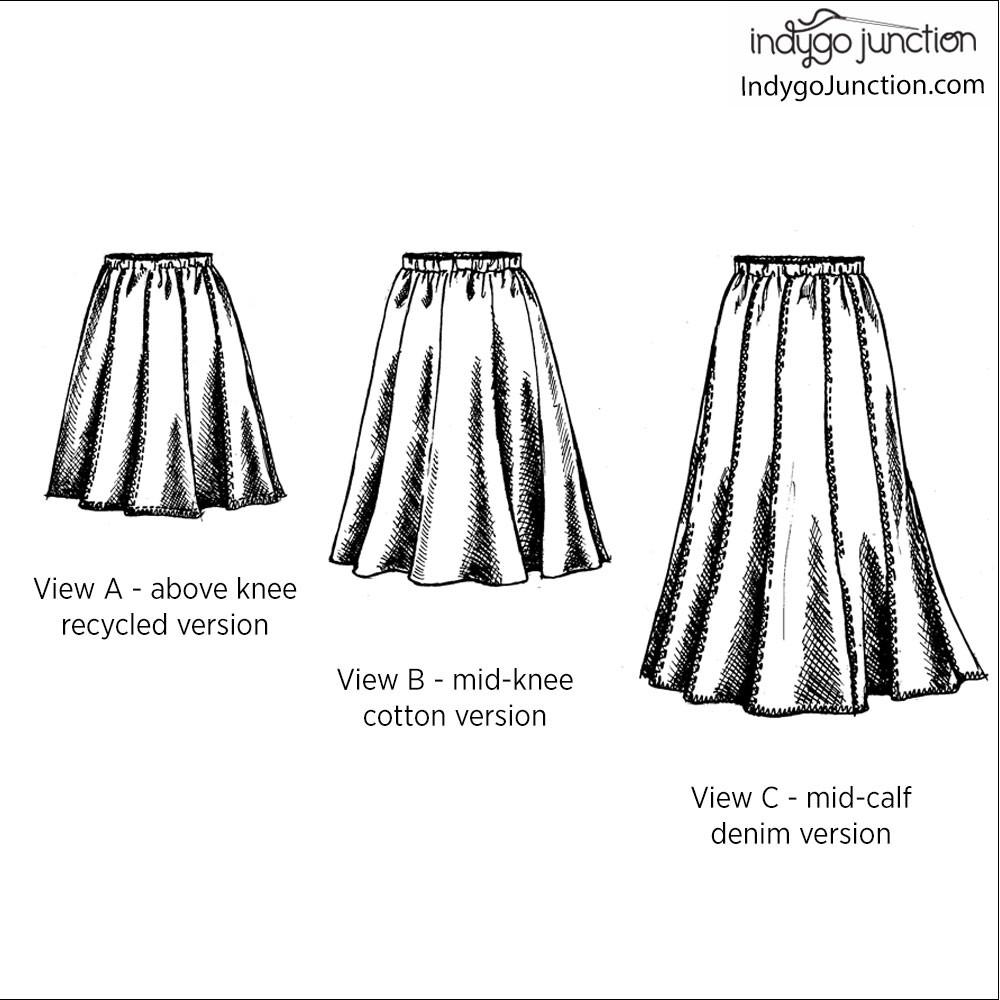 indygo junction
IndygoJunction.com
View A - above knee
recycled version
View B - mid-knee
cotton version
View C - mid-calf
denim version